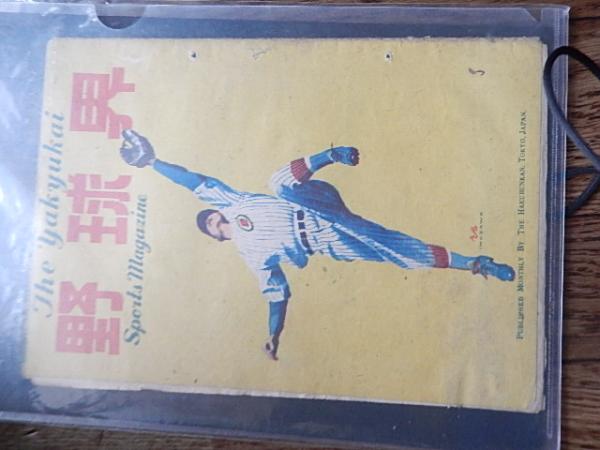 The Yakyukai
野球界
Sports Magazine
PUBLISHED MONTHLY BY THE HAKUBUNKAN, TOKYO, JAPAN.